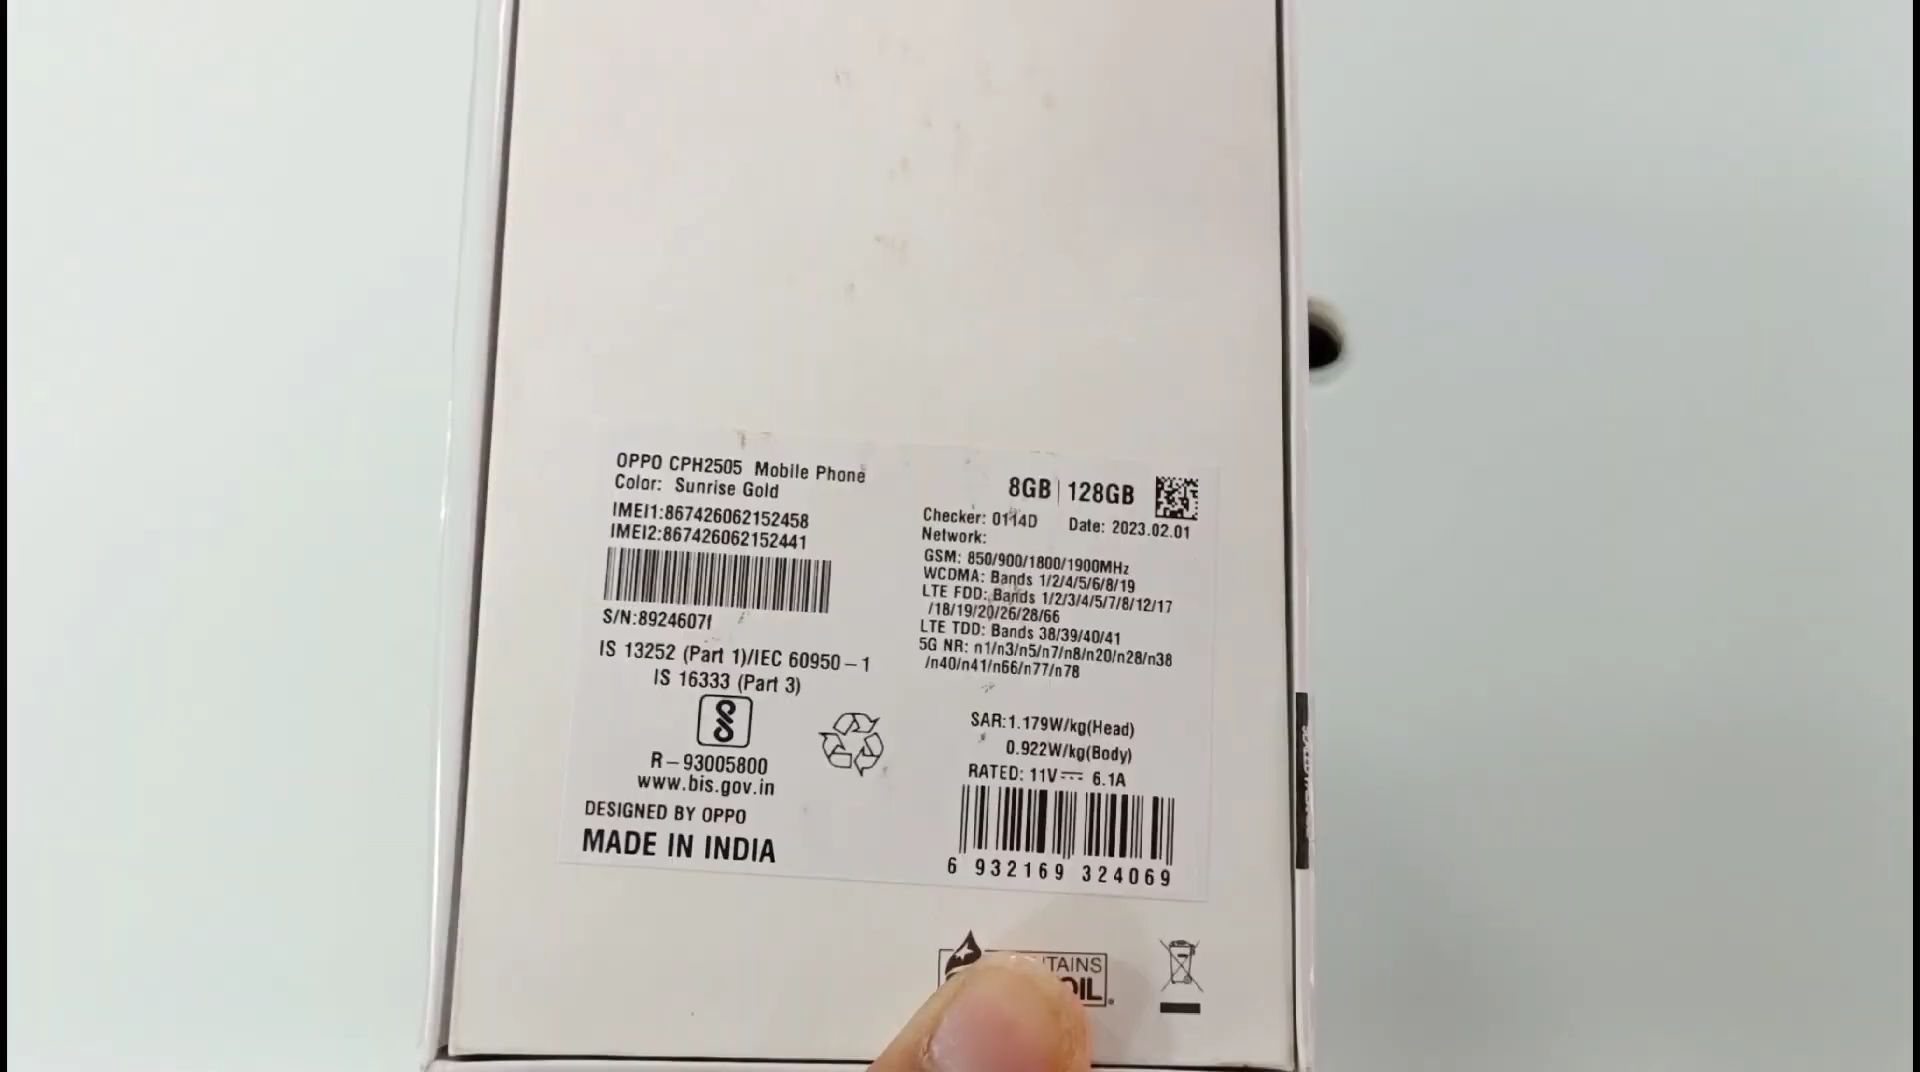 OPPO CPH2505 Mobile Phone
Color: Sunrise Gold
IMEI1:867426062152458
IMEI2:867426062152441
S/N:8924607f
IS 13252 (Part 1)/IEC 60950-1
IS 16333 (Part 3)
R-93005800
www.bis.gov.in
DESIGNED BY OPPO
MADE IN INDIA
8GB | 128GB
Checker: 0114D Date: 2023.02.01
Network:
GSM: 850/900/1800/1900MHz
WCDMA: Bands 1/2/4/5/6/8/19
LTE FDD: Bands 1/2/3/4/5/7/8/12/17
/18/19/20/26/28/66
LTE TDD: Bands 38/39/40/41
5G NR: n1/n3/n5/n7/n8/n20/n28/n38
/n40/n41/n66/n77/n78
SAR:1.179W/kg(Head)
0.922W/kg(Body)
RATED: 11V⎓ 6.1A
6 932169 324069